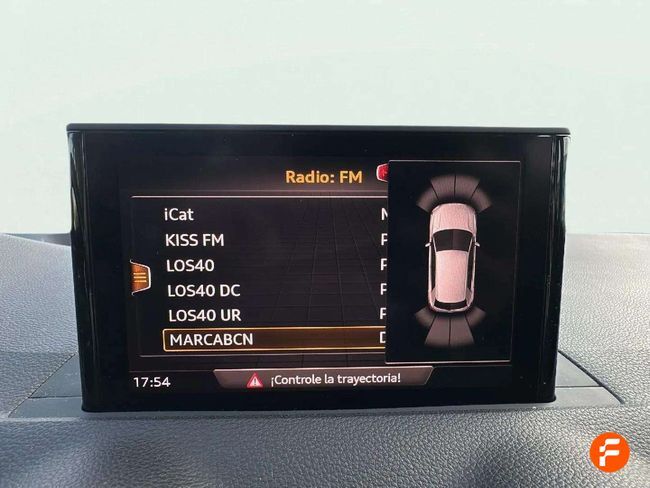 Radio: FM
iCat
KISS FM
LOS40
LOS40 DC
LOS40 UR
MARCABCN
17:54
¡Controle la trayectoria!